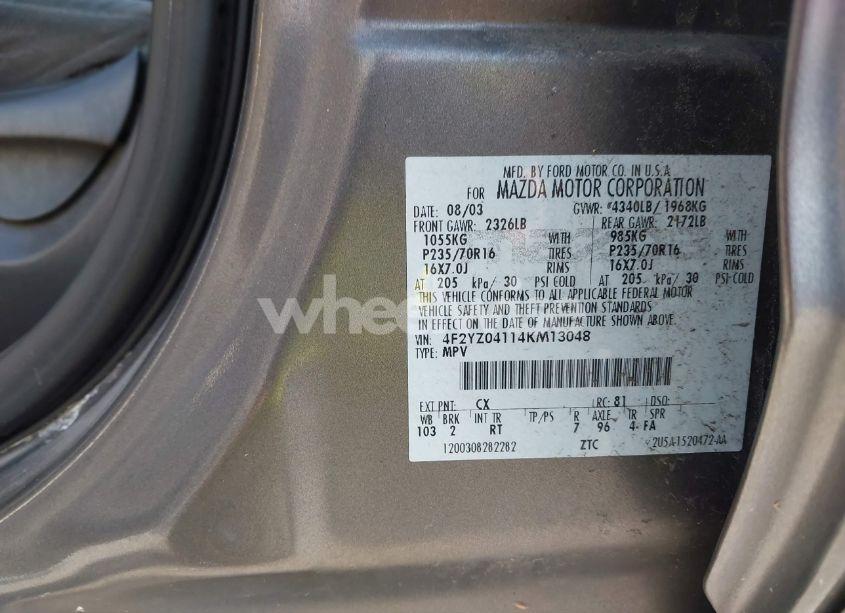 MFD. BY FORD MOTOR CO. IN U.S.A.
FOR MAZDA MOTOR CORPORATION
DATE: 08/03 GVWR: *4340LB/ 1968KG
FRONT GAWR: 2326LB REAR GAWR: 2172LB
1055KG WITH 985KG WITH
P235/70R16 TIRES P235/70R16 TIRES
16X7.0J RIMS 16X7.0J RIMS
AT 205 kPa/ 30 PSI COLD AT 205 kPa/ 30 PSI COLD
THIS VEHICLE CONFORMS TO ALL APPLICABLE FEDERAL MOTOR
VEHICLE SAFETY AND THEFT PREVENTION STANDARDS
IN EFFECT ON THE DATE OF MANUFACTURE SHOWN ABOVE.
VIN: 4F2YZ04114KM13048
TYPE: MPV
EXT PNT: CX RC: 81 DSO:
WB BRK INT TR TP/PS R AXLE TR SPR
103 2 RT 7 96 4 FA
1200308282282 ZTC 2U5A-1520472-AA